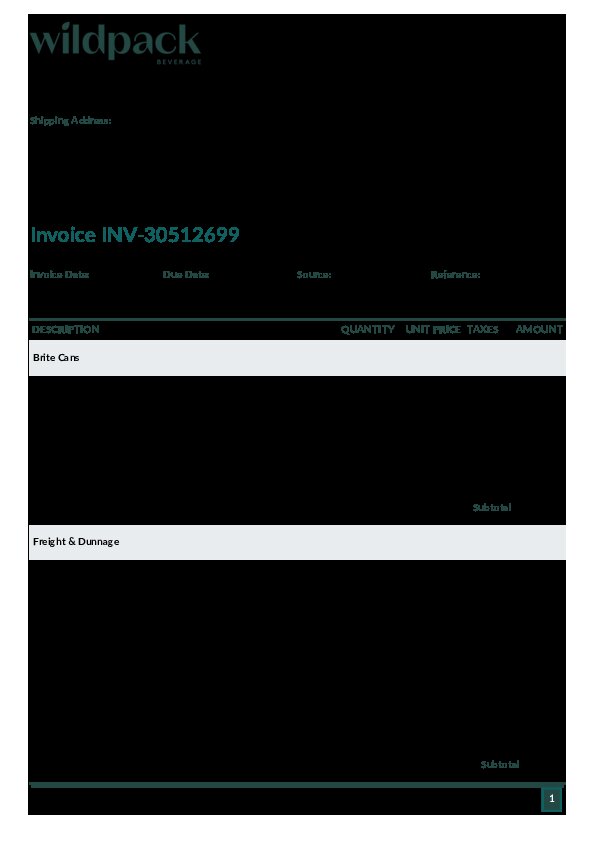 wildpack
BEVERAGE
Shipping Address:
Invoice INV-30512699
Invoice Date: Due Date: Source: Reference:
DESCRIPTION QUANTITY UNIT PRICE TAXES AMOUNT
Brite Cans
Subtotal
Freight & Dunnage
Subtotal
1